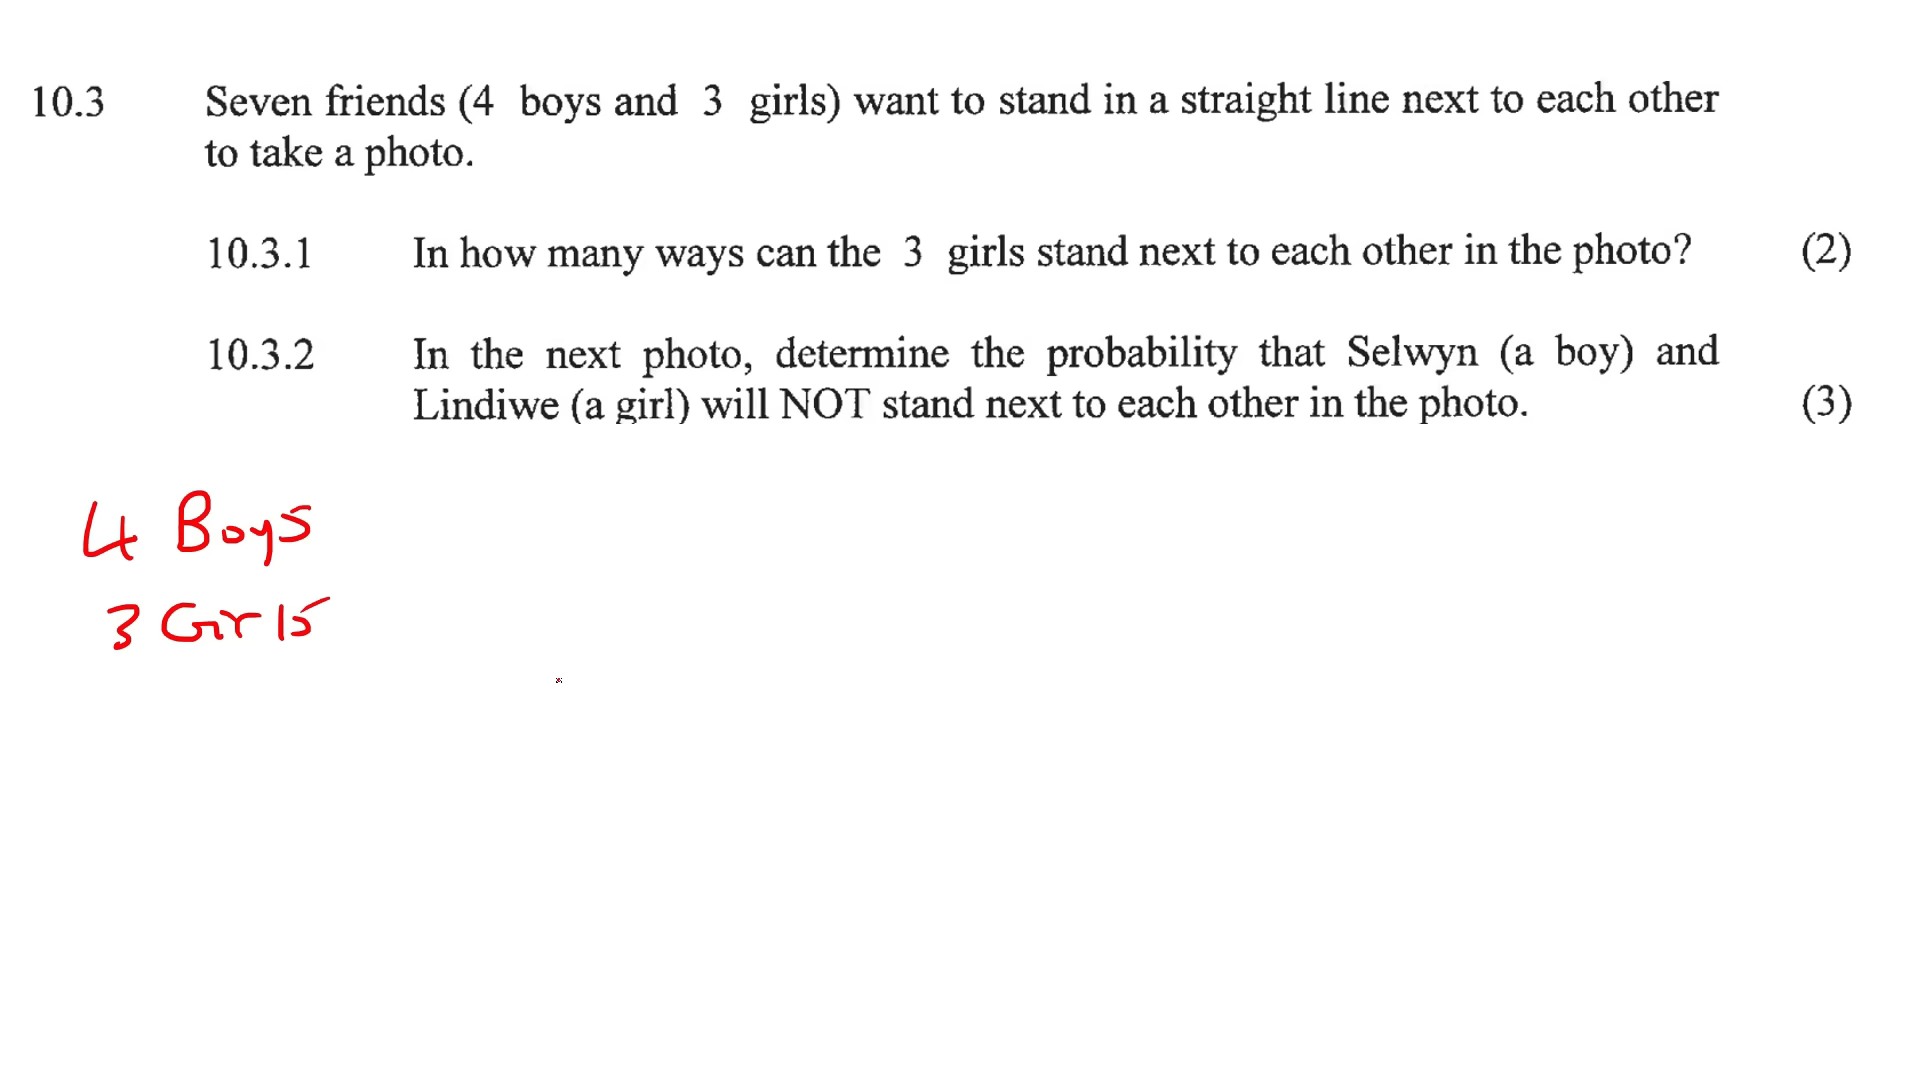 10.3 Seven friends (4 boys and 3 girls) want to stand in a straight line next to each other
to take a photo.
10.3.1 In how many ways can the 3 girls stand next to each other in the photo? (2)
10.3.2 In the next photo, determine the probability that Selwyn (a boy) and
Lindiwe (a girl) will NOT stand next to each other in the photo. (3)
4 Boys
3 Girls